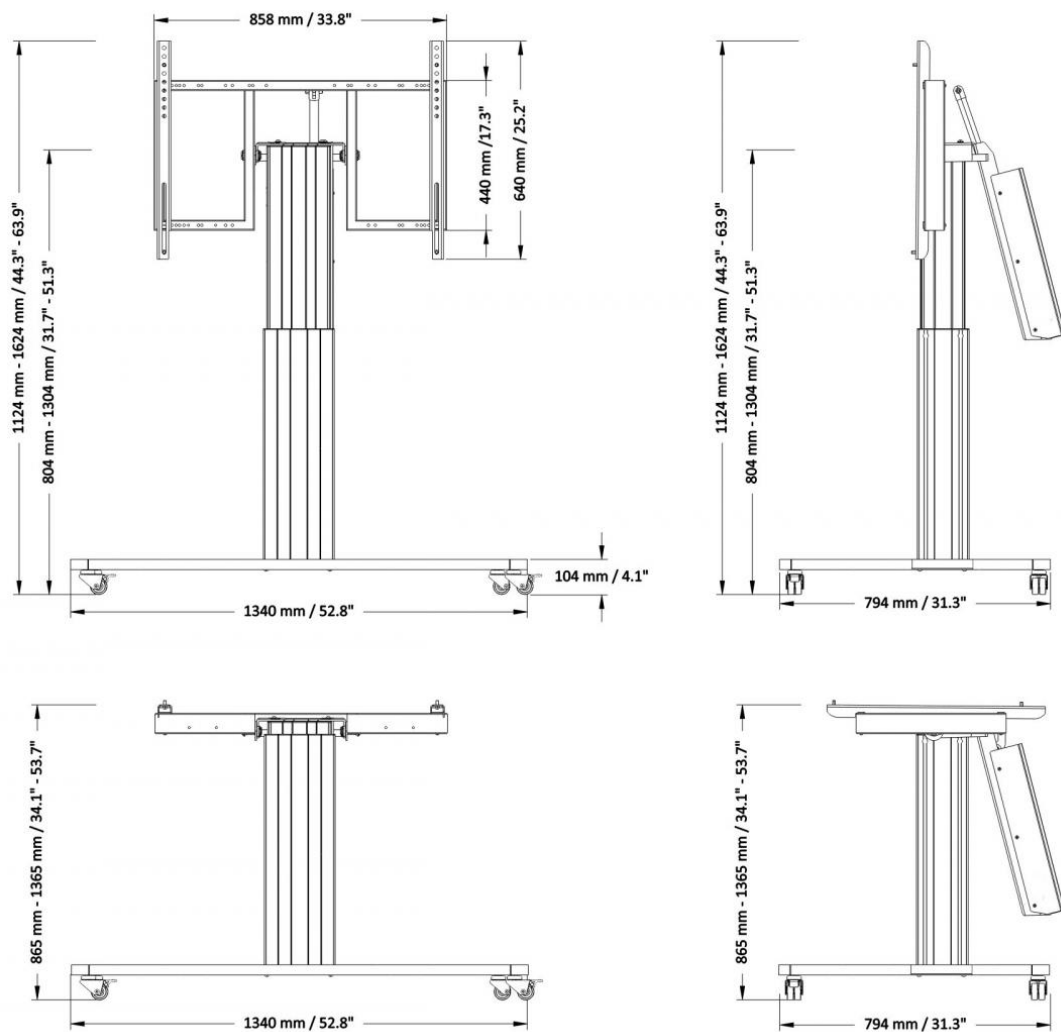 858 mm / 33.8"
1124 mm - 1624 mm / 44.3" - 63.9"
804 mm - 1304 mm / 31.7" - 51.3"
440 mm /17.3"
640 mm / 25.2"
104 mm / 4.1"
1340 mm / 52.8"
1124 mm - 1624 mm / 44.3" - 63.9"
804 mm - 1304 mm / 31.7" - 51.3"
794 mm / 31.3"
865 mm - 1365 mm / 34.1" - 53.7"
1340 mm / 52.8"
865 mm - 1365 mm / 34.1" - 53.7"
794 mm / 31.3"